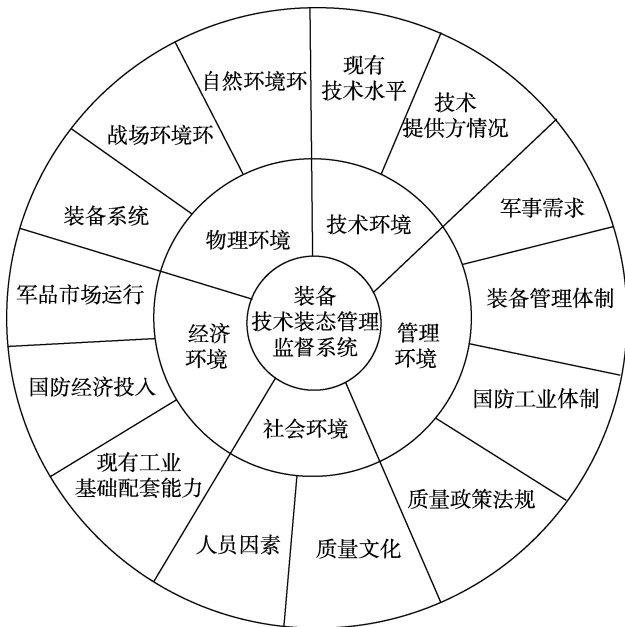 自然环境环
现有
技术水平
技术
提供方情况
战场环境环
装备系统
军事需求
物理环境
技术环境
军品市场运行
装备
技术装态管理
监督系统
装备管理体制
经济
环境
管理
环境
国防经济投入
国防工业体制
社会环境
现有工业
基础配套能力
质量政策法规
人员因素
质量文化